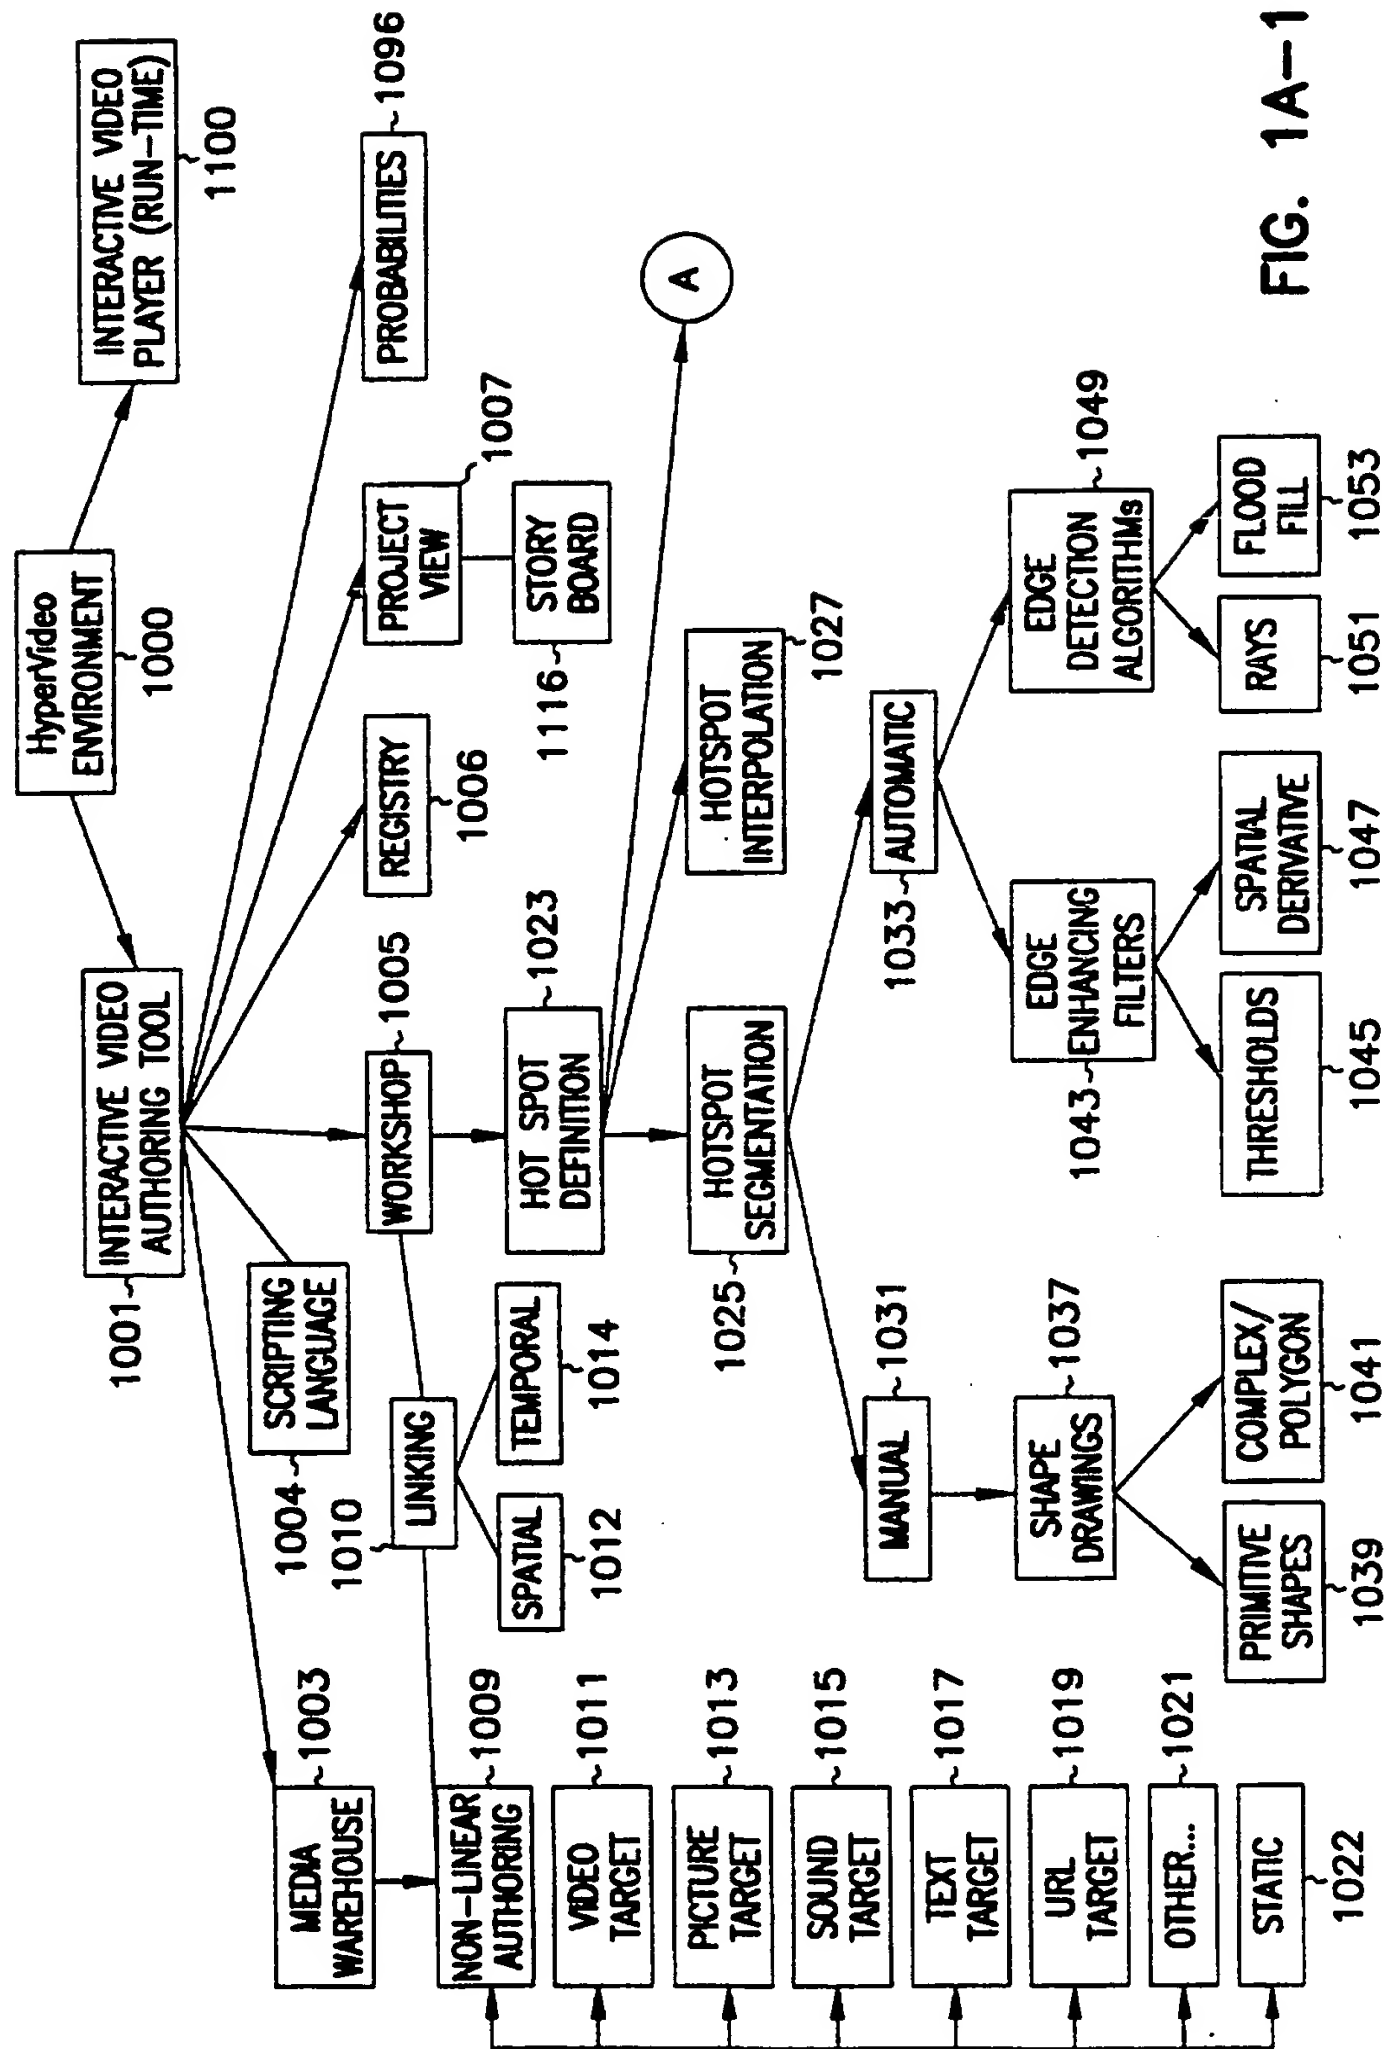 HyperVideo
ENVIRONMENT
1000
INTERACTIVE VIDEO
AUTHORING TOOL
1001
INTERACTIVE VIDEO
PLAYER (RUN-TIME)
1100
MEDIA
WAREHOUSE
1003
SCRIPTING
LANGUAGE
1004
WORKSHOP
1005
REGISTRY
1006
PROJECT
VIEW
1007
PROBABILITIES
1096
STORY
BOARD
1116
1010
LINKING
SPATIAL
1012
TEMPORAL
1014
HOT SPOT
DEFINITION
1023
NON-LINEAR
AUTHORING
1009
VIDEO
TARGET
1011
PICTURE
TARGET
1013
SOUND
TARGET
1015
TEXT
TARGET
1017
URL
TARGET
1019
OTHER...
1021
STATIC
1022
HOTSPOT
SEGMENTATION
1025
HOTSPOT
INTERPOLATION
1027
A
MANUAL
1031
AUTOMATIC
1033
SHAPE
DRAWINGS
1037
EDGE
ENHANCING
FILTERS
1043
EDGE
DETECTION
ALGORITHMs
1049
PRIMITIVE
SHAPES
1039
COMPLEX/
POLYGON
1041
THRESHOLDS
1045
SPATIAL
DERIVATIVE
1047
RAYS
1051
FLOOD
FILL
1053
FIG. 1A-1